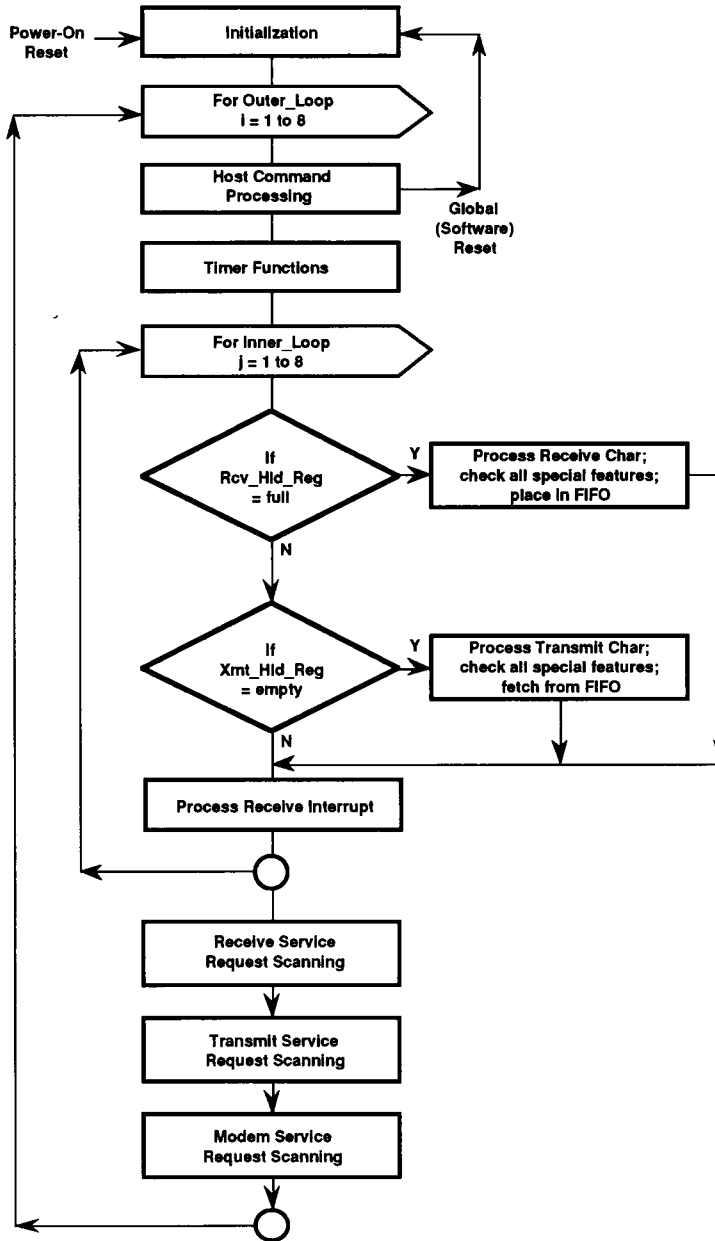 Power-On
Reset
Initialization
For Outer_Loop
i = 1 to 8
Host Command
Processing
Global
(Software)
Reset
Timer Functions
For Inner_Loop
j = 1 to 8
If
Rcv_Hld_Reg
= full
Y
Process Receive Char;
check all special features;
place in FIFO
N
If
Xmt_Hld_Reg
= empty
Y
Process Transmit Char;
check all special features;
fetch from FIFO
N
Process Receive Interrupt
Receive Service
Request Scanning
Transmit Service
Request Scanning
Modem Service
Request Scanning